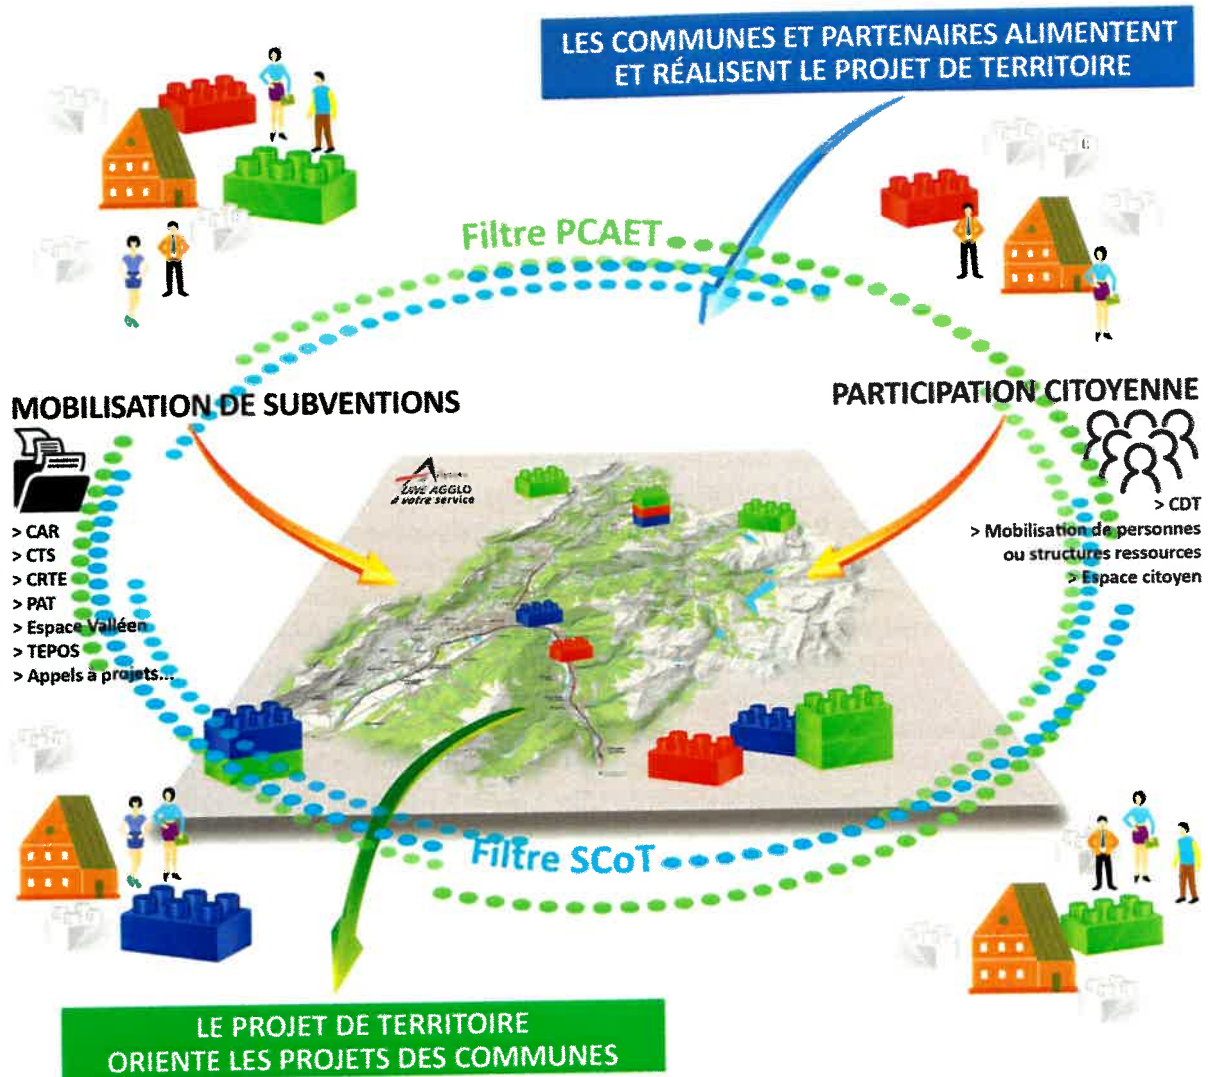 LES COMMUNES ET PARTENAIRES ALIMENTENT
ET RÉALISENT LE PROJET DE TERRITOIRE
Filtre PCAET
MOBILISATION DE SUBVENTIONS
> CAR
> CTS
> CRTE
> PAT
> Espace Valléen
> TEPOS
> Appels à projets...
PARTICIPATION CITOYENNE
> CDT
> Mobilisation de personnes
ou structures ressources
> Espace citoyen
UNE AGGLO
à votre service
Filtre SCoT
LE PROJET DE TERRITOIRE
ORIENTE LES PROJETS DES COMMUNES